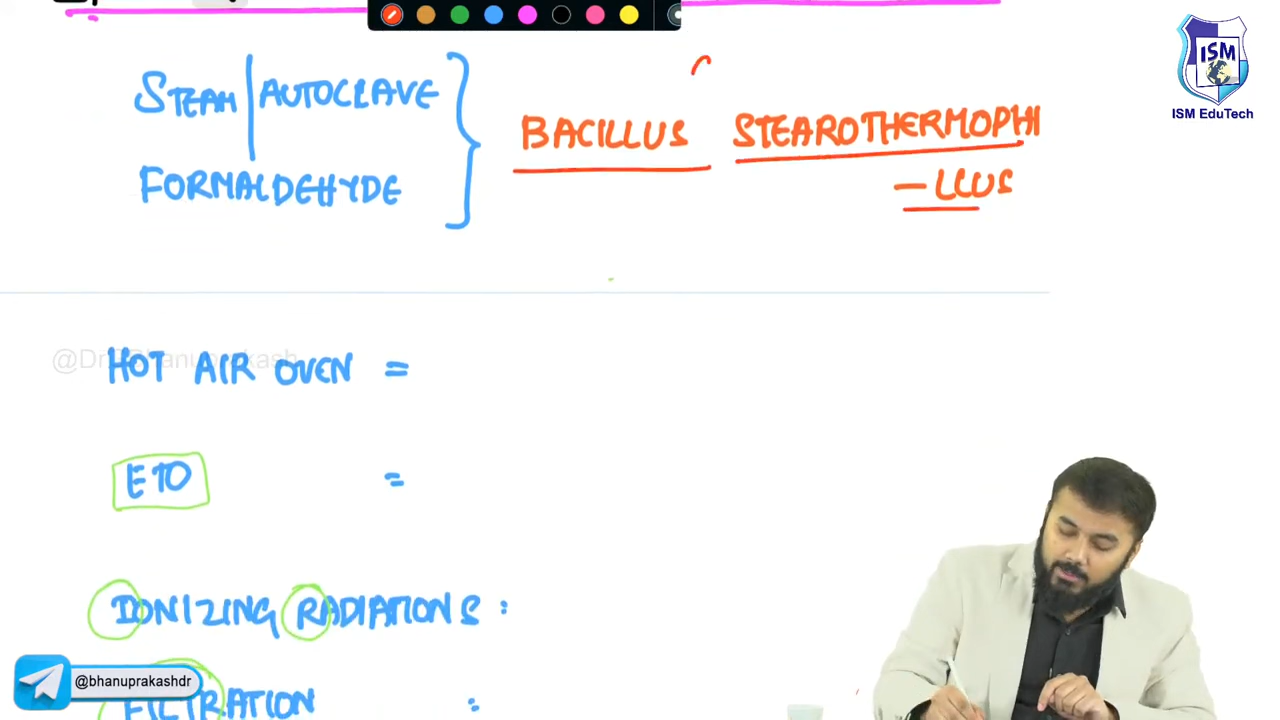 ISM
ISM EduTech
STEAM | AUTOCLAVE
FORMALDEHYDE
BACILLUS STEAROTHERMOPHI
-LLUS
HOT AIR OVEN =
ETO =
IONIZING RADIATIONS :
FILTRATION :
@bhanuprakashdr